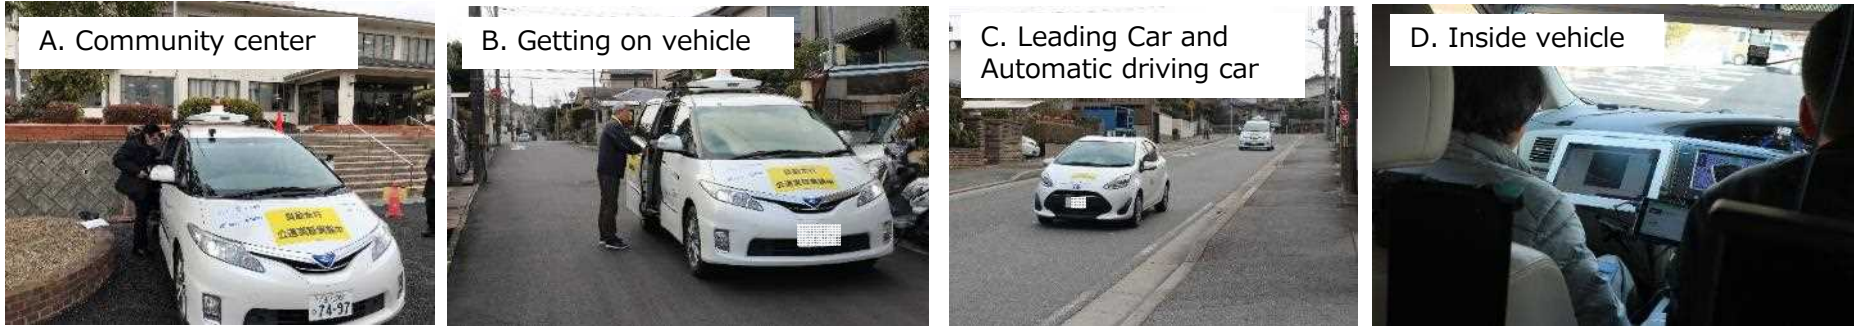 A. Community center
B. Getting on vehicle
C. Leading Car and
Automatic driving car
D. Inside vehicle
自動走行
公道実証実験中
74-97